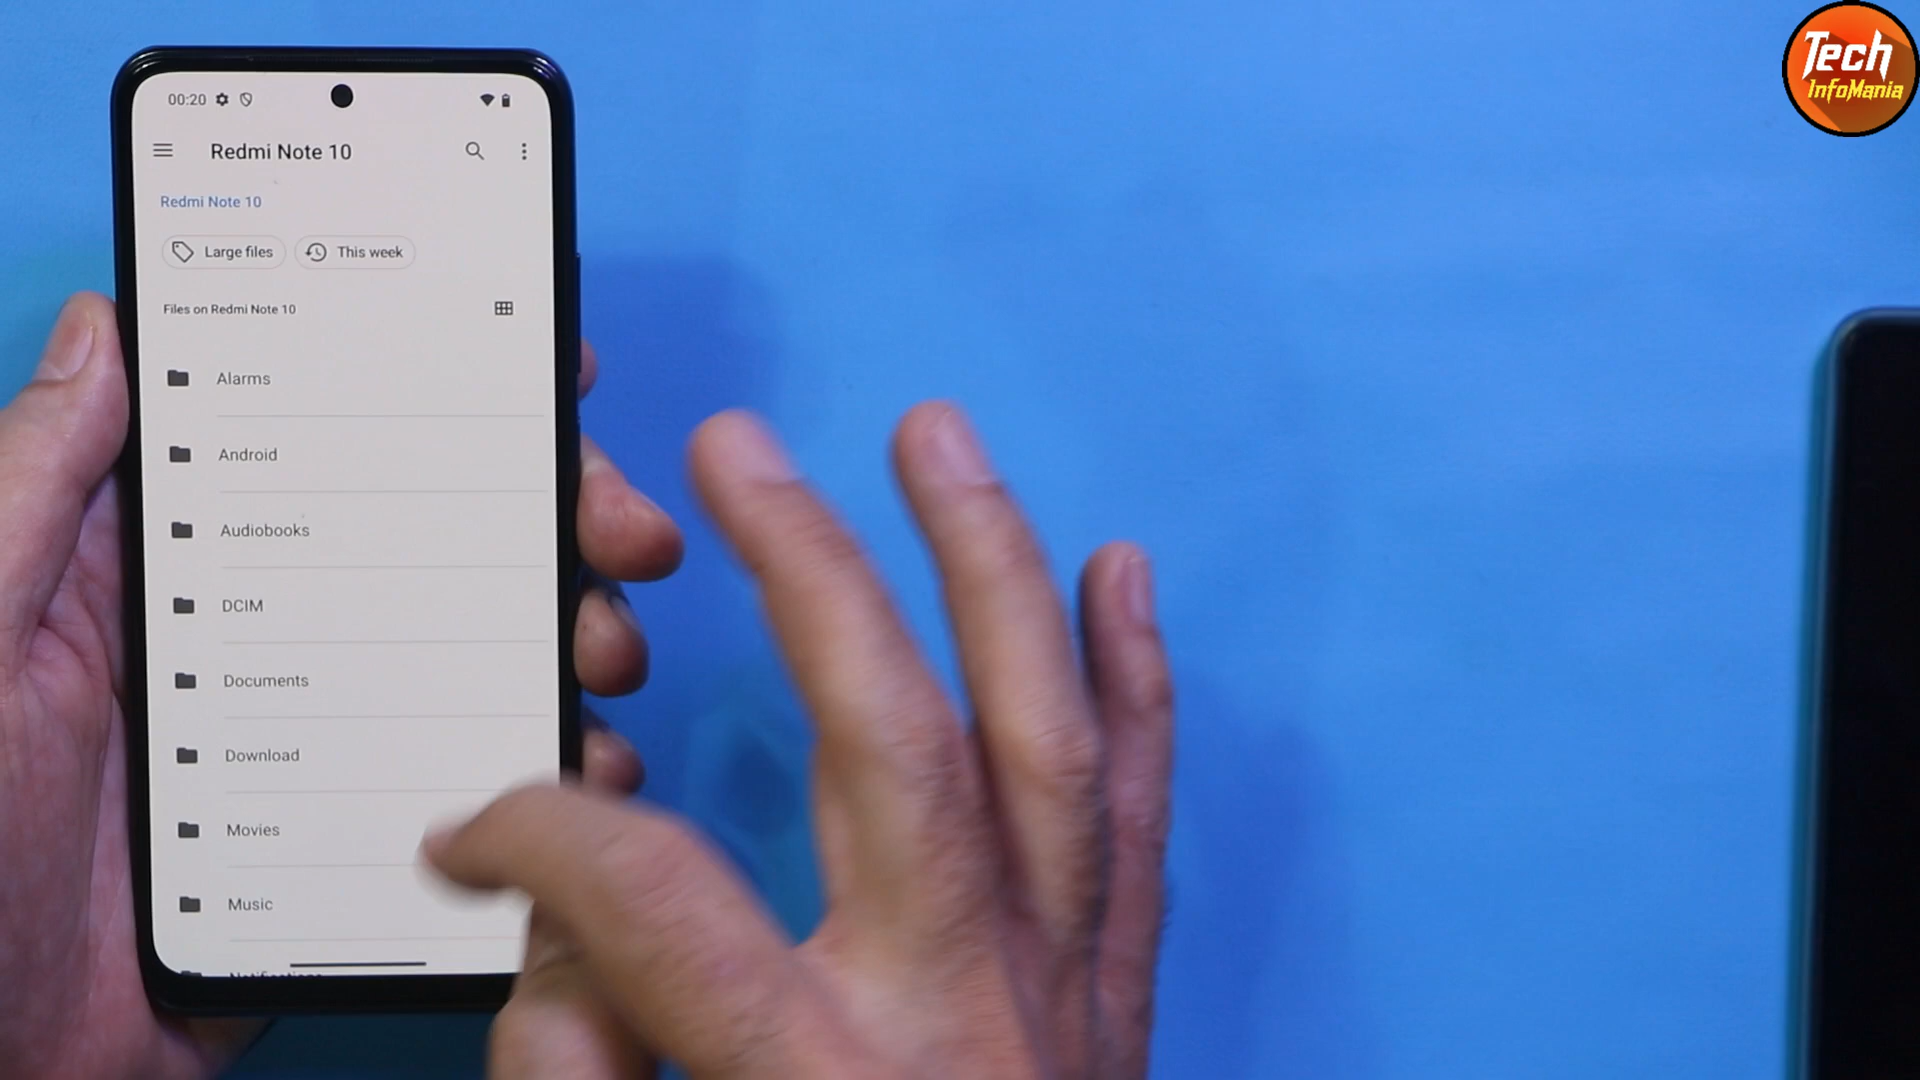 Tech
InfoMania
00:20
Redmi Note 10
Redmi Note 10
Large files
This week
Files on Redmi Note 10
Alarms
Android
Audiobooks
DCIM
Documents
Download
Movies
Music
Notifications